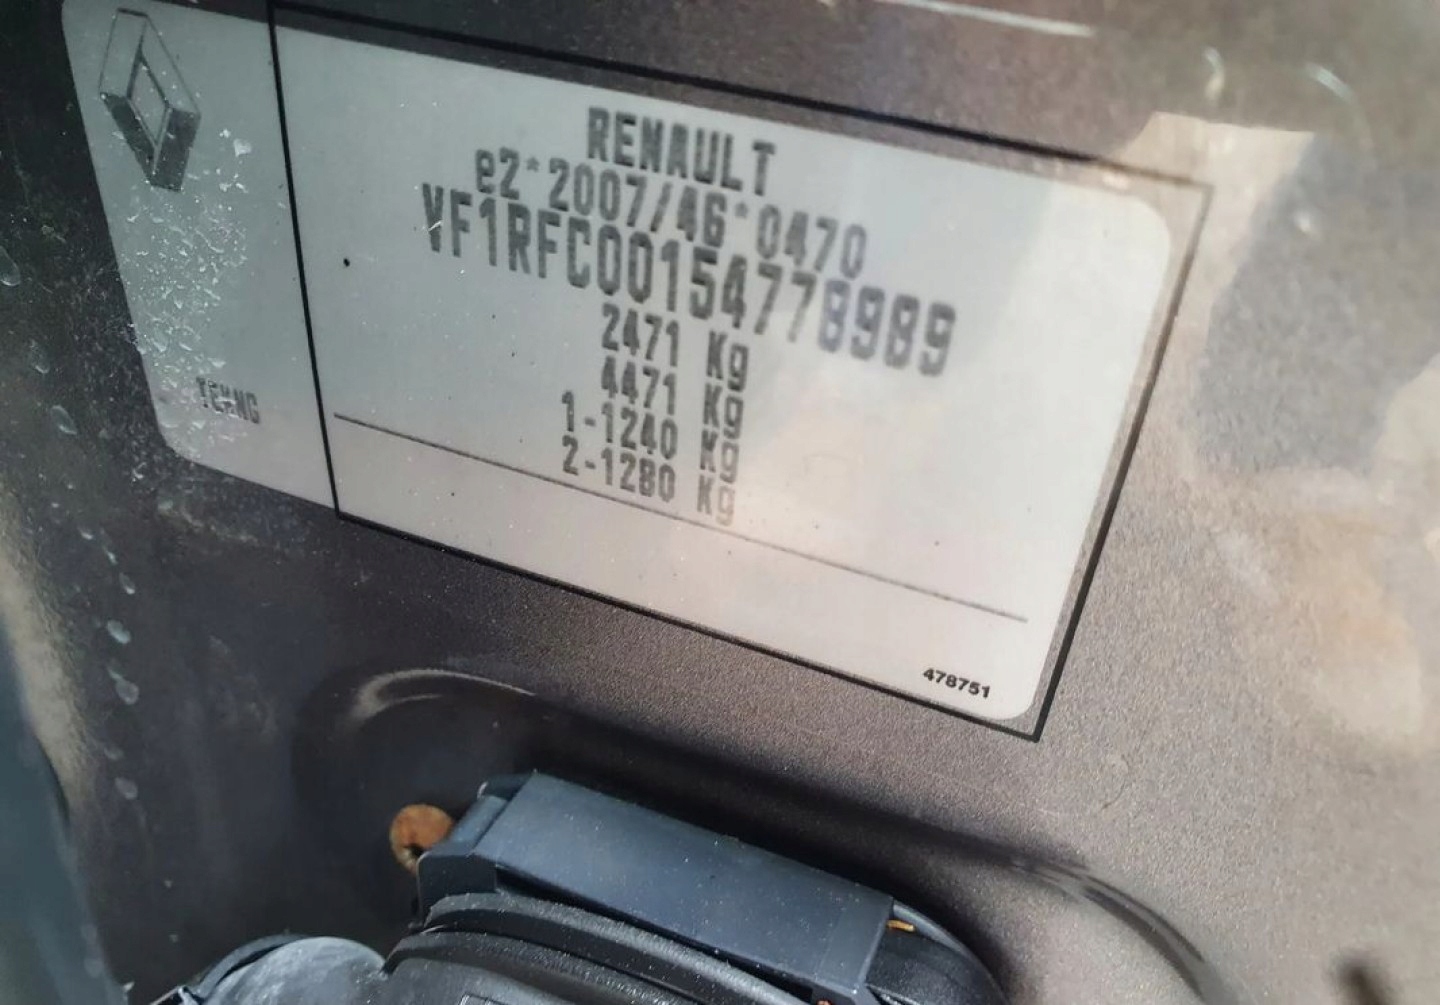 RENAULT
e2*2007/46*0470
VF1RFC00154778989
2471 Kg
4471 Kg
1-1240 Kg
2-1280 Kg
478751